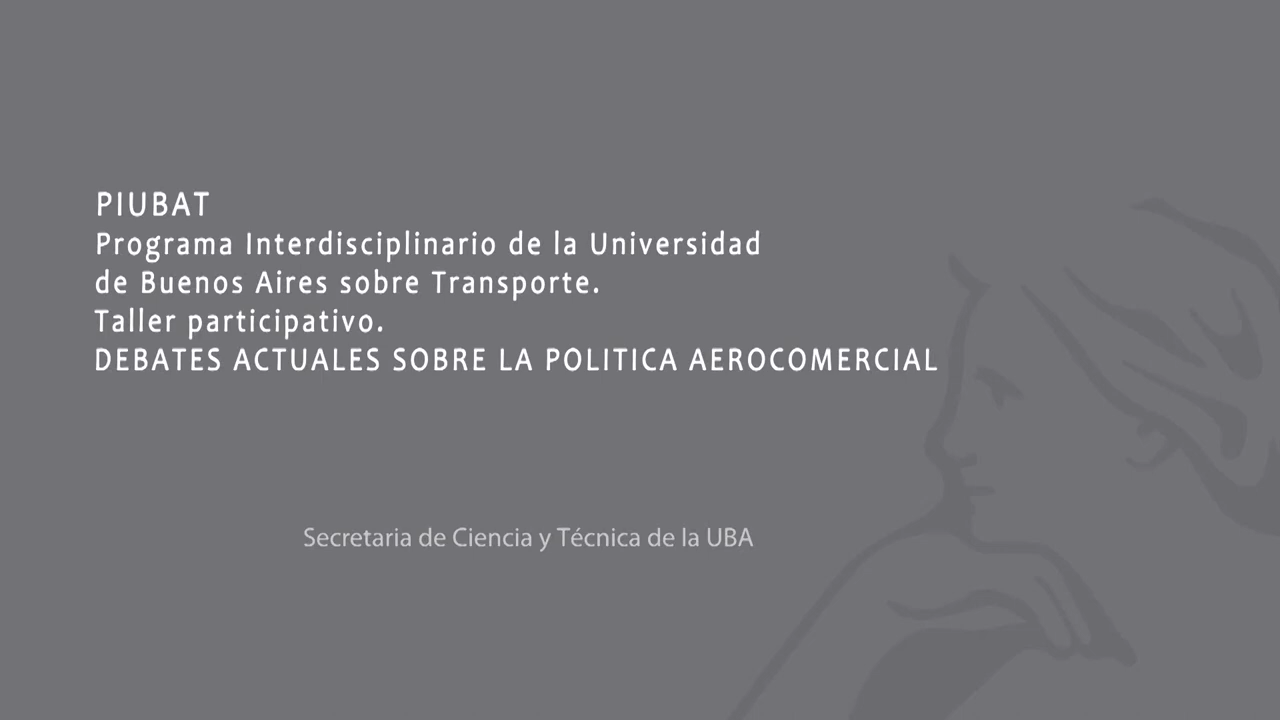 PIUBAT
Programa Interdisciplinario de la Universidad
de Buenos Aires sobre Transporte.
Taller participativo.
DEBATES ACTUALES SOBRE LA POLITICA AEROCOMERCIAL
Secretaria de Ciencia y Técnica de la UBA